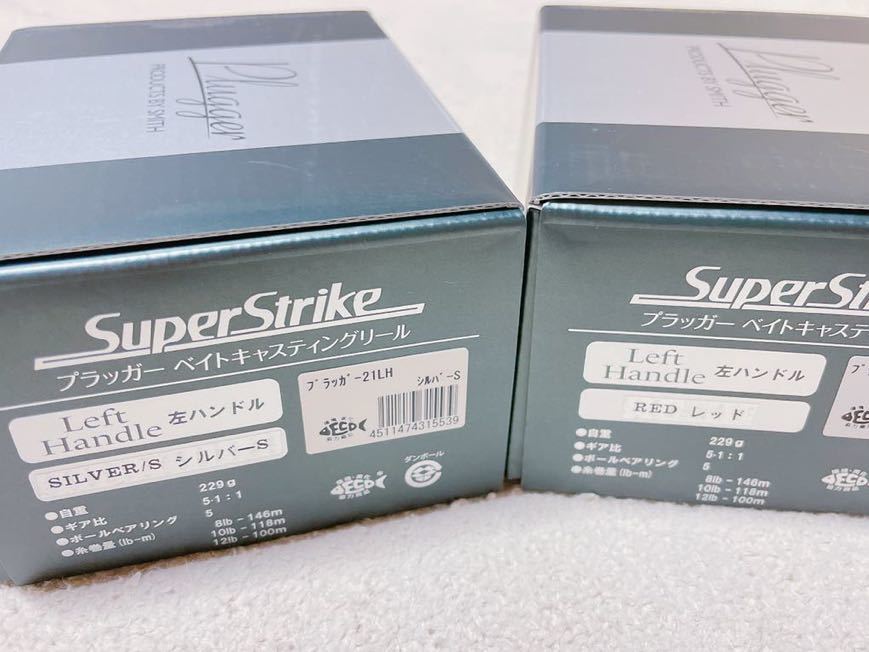 Plugger
PRODUCTS BY SMITH
SuperStrike
プラッガー ベイトキャスティングリール
Left Handle 左ハンドル
SILVER/S シルバーS
プラッガー21LH シルバーS
ECD
4511474315539
ダンボール
●自重 229g
●ギア比 5-1:1
●ボールベアリング 5
●糸巻量(lb-m) 8lb-146m
10lb-118m
12lb-100m
ECD
Plugger
PRODUCTS BY SMITH
SuperStri
プラッガー ベイトキャステ
Left Handle 左ハンドル
RED レッド
●自重 229g
●ギア比 5-1:1
●ボールベアリング 5
●糸巻量(lb-m) 8lb-146m
10lb-118m
12lb-100m